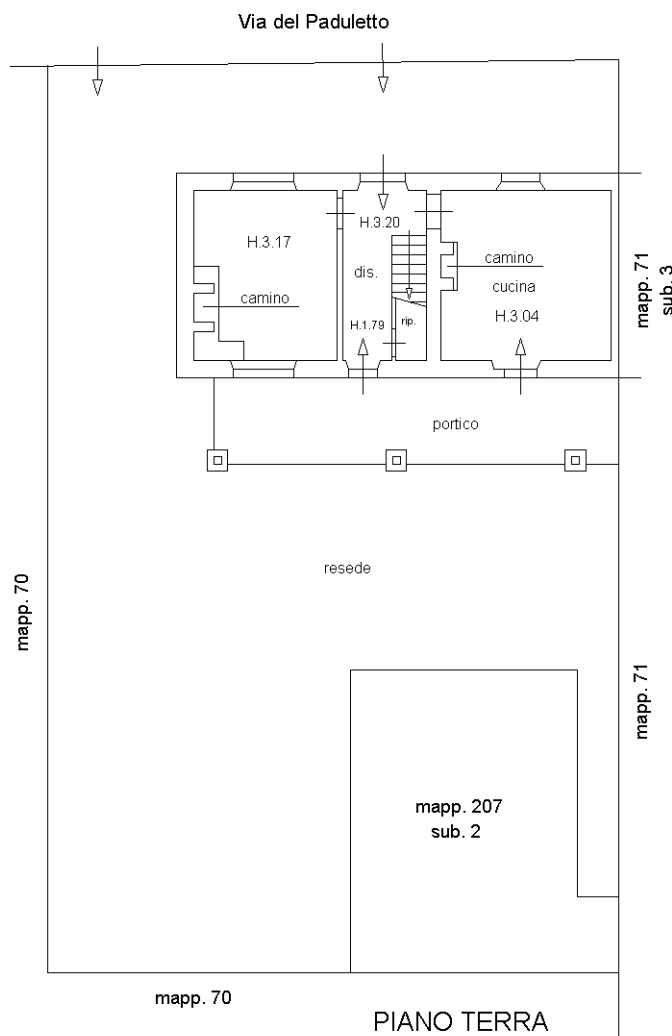 Via del Paduletto
H.3.17
H.3.20
camino
dis.
camino
cucina
H.3.04
H.1.79
rip.
mapp. 71
sub. 3
portico
resede
mapp. 70
mapp. 71
mapp. 207
sub. 2
mapp. 70
PIANO TERRA